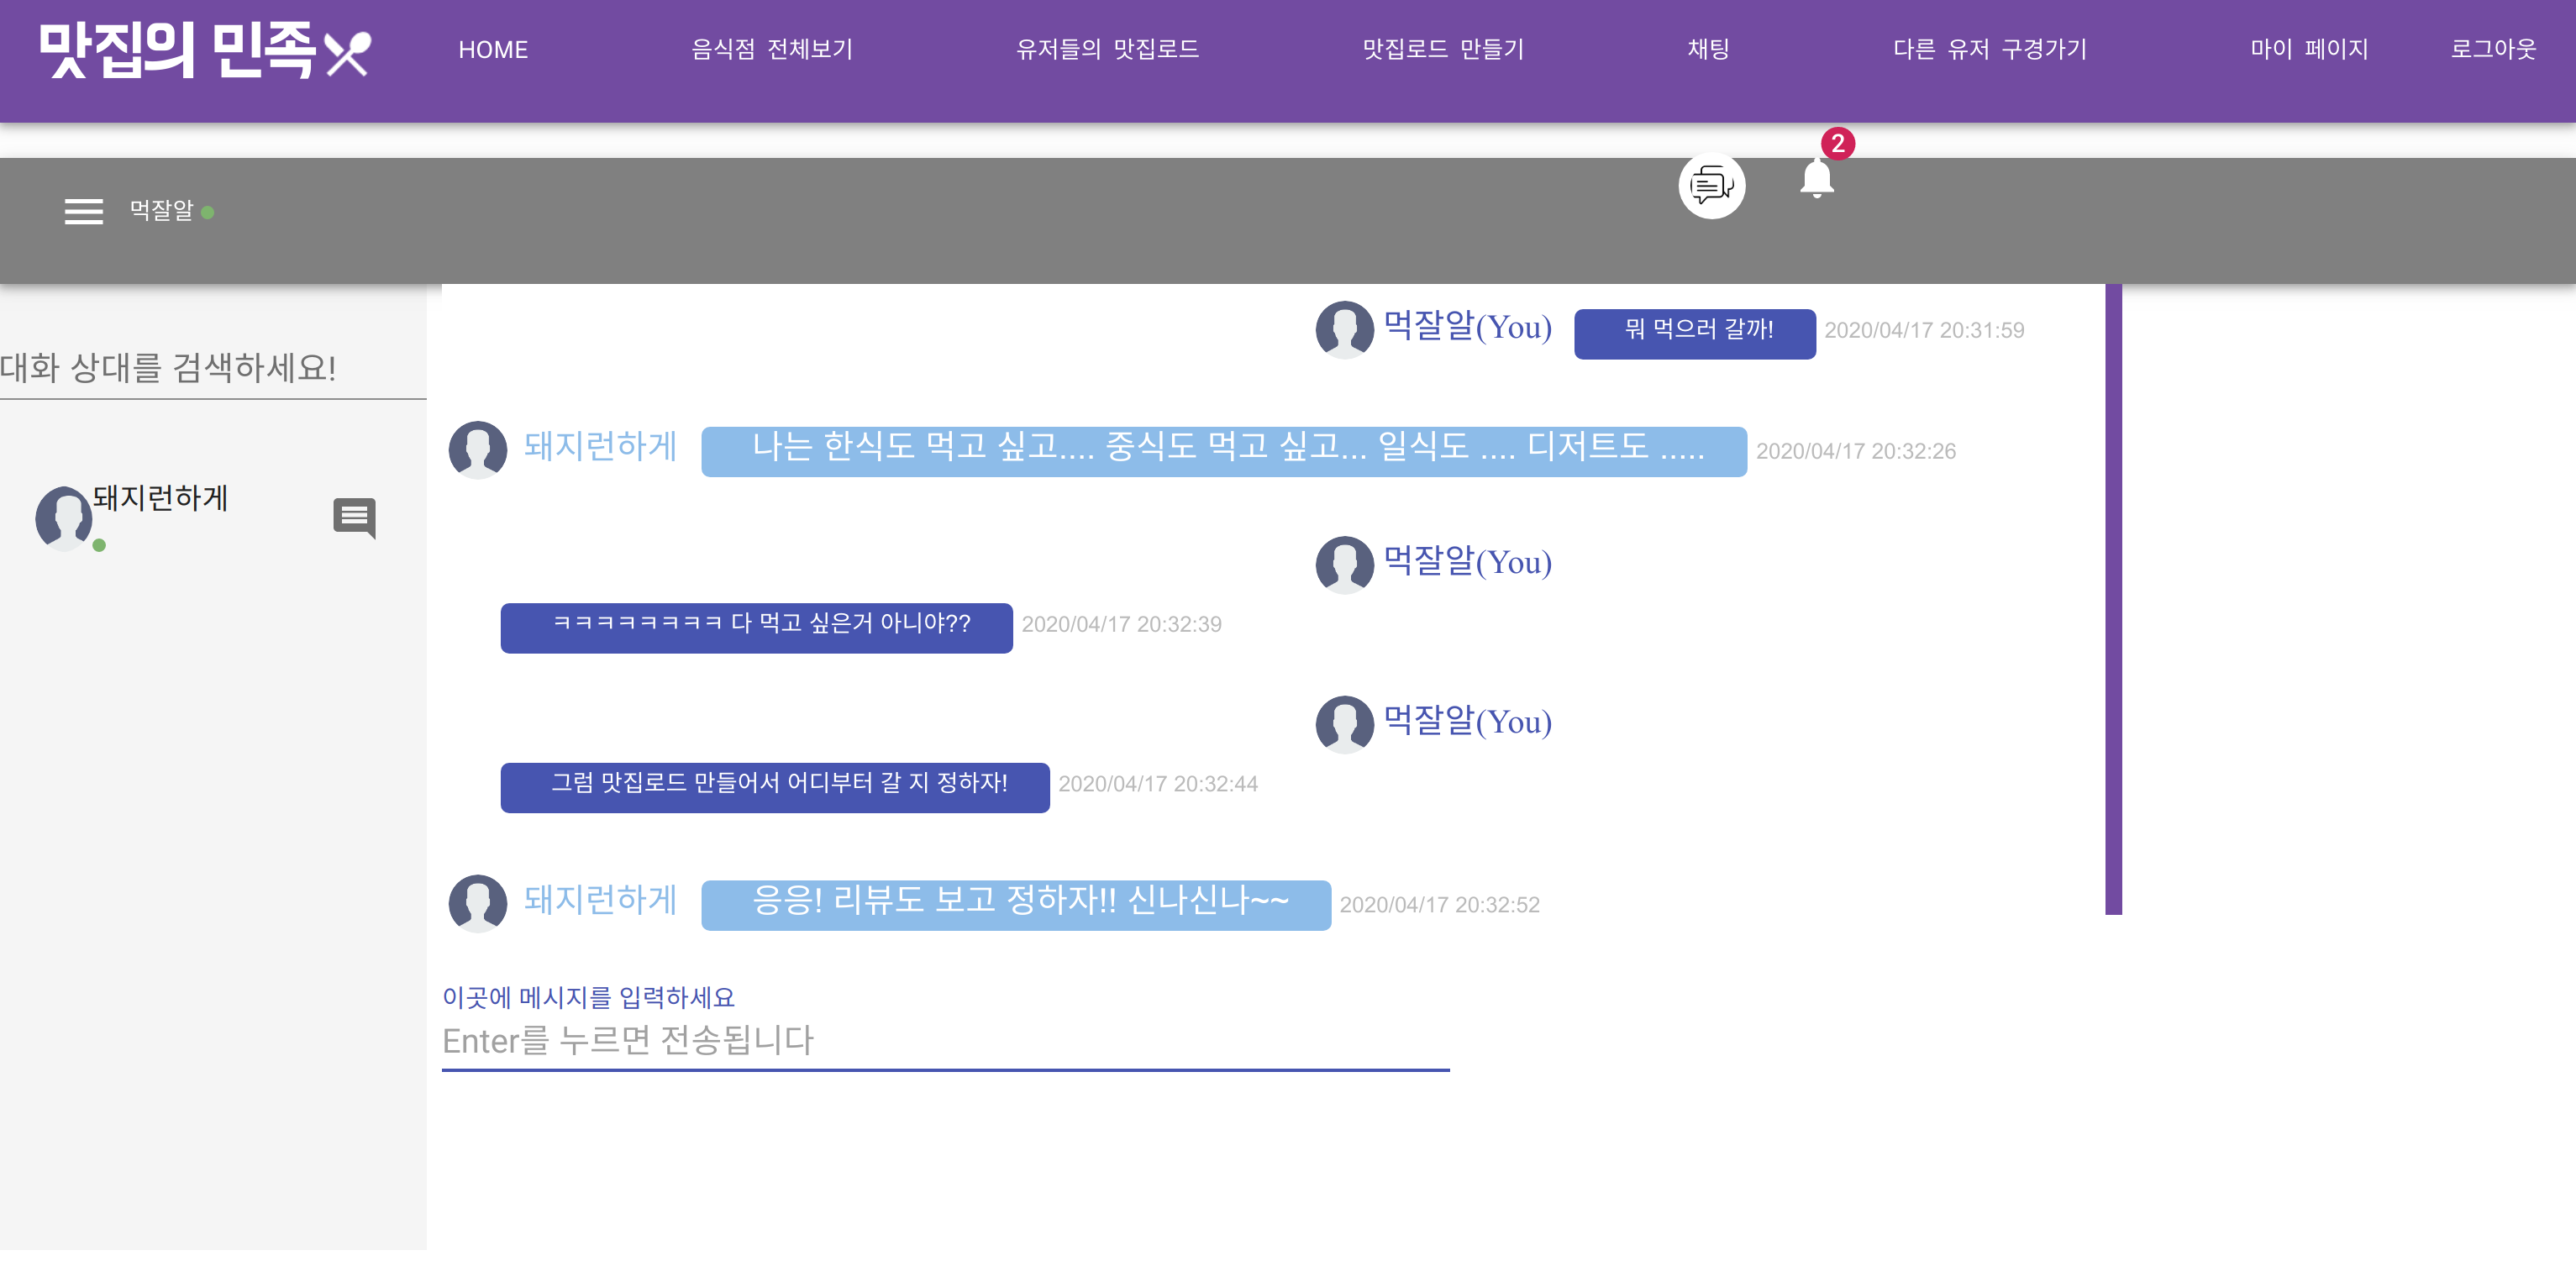 맛집의 민족 HOME 음식점 전체보기 유저들의 맛집로드 맛집로드 만들기 채팅 다른 유저 구경가기 마이 페이지 로그아웃
2
먹잘알
대화 상대를 검색하세요!
돼지런하게
먹잘알(You) 뭐 먹으러 갈까! 2020/04/17 20:31:59
돼지런하게 나는 한식도 먹고 싶고.... 중식도 먹고 싶고... 일식도 .... 디저트도 ..... 2020/04/17 20:32:26
먹잘알(You)
ㅋㅋㅋㅋㅋㅋㅋㅋ 다 먹고 싶은거 아니야?? 2020/04/17 20:32:39
먹잘알(You)
그럼 맛집로드 만들어서 어디부터 갈 지 정하자! 2020/04/17 20:32:44
돼지런하게 응응! 리뷰도 보고 정하자!! 신나신나~~ 2020/04/17 20:32:52
이곳에 메시지를 입력하세요
Enter를 누르면 전송됩니다